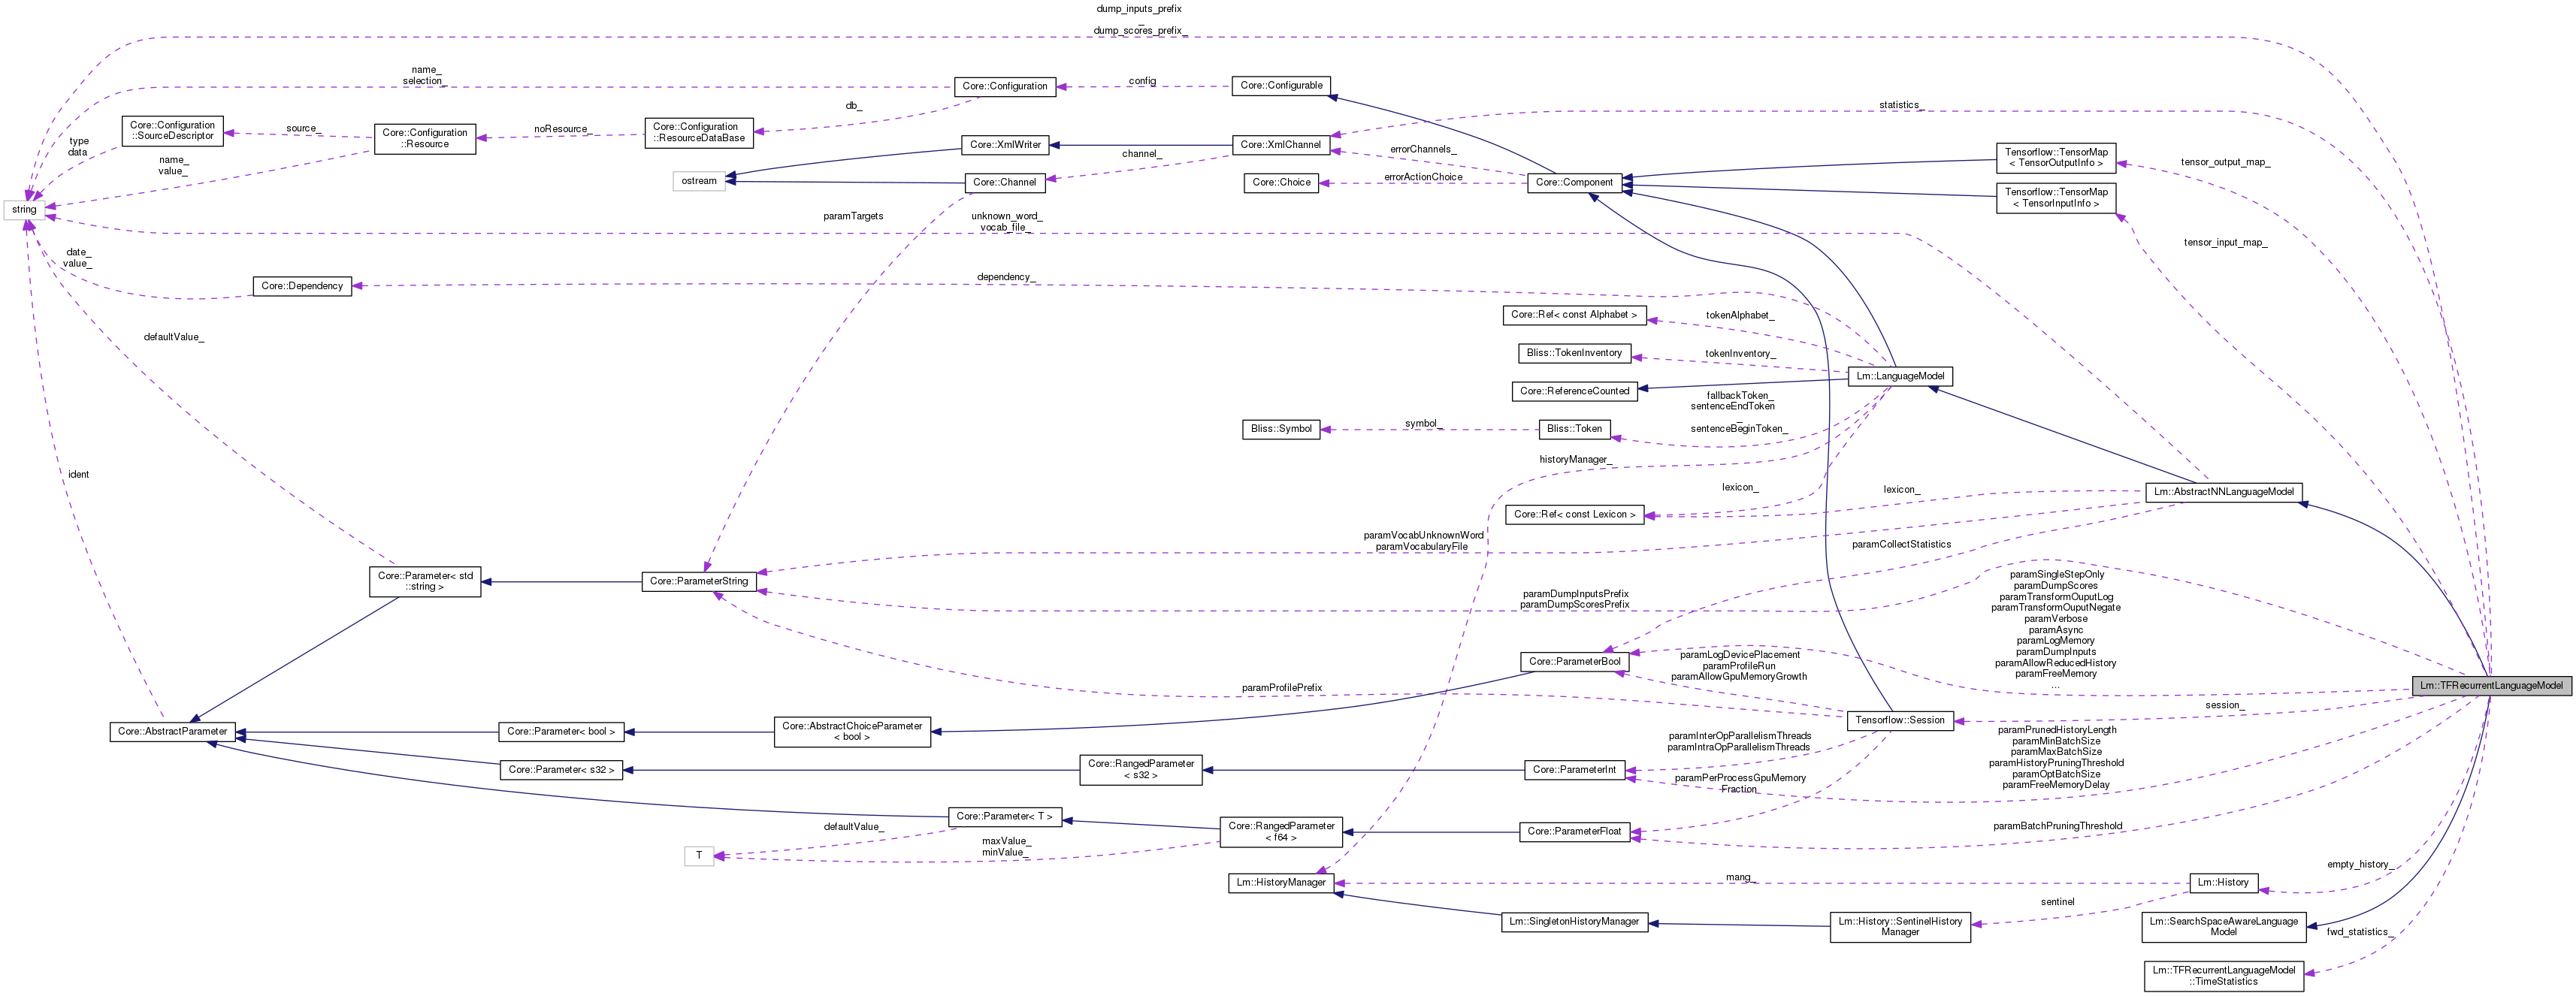 dump_inputs_prefix
_
dump_scores_prefix_
name_
selection_
Core::Configuration
config
Core::Configurable
db_
statistics_
Core::Configuration
::SourceDescriptor
source_
Core::Configuration
::Resource
noResource_
Core::Configuration
::ResourceDataBase
type
data
name_
value_
Core::XmlWriter
Core::XmlChannel
errorChannels_
channel_
Tensorflow::TensorMap
< TensorOutputInfo >
tensor_output_map_
ostream
Core::Channel
Core::Choice
errorActionChoice
Core::Component
Tensorflow::TensorMap
< TensorInputInfo >
string
paramTargets
unknown_word_
vocab_file_
tensor_input_map_
date_
value_
Core::Dependency
dependency_
Core::Ref< const Alphabet >
tokenAlphabet_
defaultValue_
Bliss::TokenInventory
tokenInventory_
Lm::LanguageModel
Core::ReferenceCounted
fallbackToken_
sentenceEndToken
_
sentenceBeginToken_
Bliss::Symbol
symbol_
Bliss::Token
historyManager_
ident
lexicon_
lexicon_
Lm::AbstractNNLanguageModel
Core::Ref< const Lexicon >
paramVocabUnknownWord
paramVocabularyFile
paramCollectStatistics
Core::Parameter< std
::string >
Core::ParameterString
paramDumpInputsPrefix
paramDumpScoresPrefix
paramSingleStepOnly
paramDumpScores
paramTransformOuputLog
paramTransformOuputNegate
paramVerbose
paramAsync
paramLogMemory
paramDumpInputs
paramAllowReducedHistory
paramFreeMemory
...
Core::ParameterBool
paramLogDevicePlacement
paramProfileRun
paramAllowGpuMemoryGrowth
Lm::TFRecurrentLanguageModel
paramProfilePrefix
session_
Core::AbstractParameter
Core::Parameter< bool >
Core::AbstractChoiceParameter
< bool >
Tensorflow::Session
paramInterOpParallelismThreads
paramIntraOpParallelismThreads
paramPrunedHistoryLength
paramMinBatchSize
paramMaxBatchSize
paramHistoryPruningThreshold
paramOptBatchSize
paramFreeMemoryDelay
Core::Parameter< s32 >
Core::RangedParameter
< s32 >
Core::ParameterInt
paramPerProcessGpuMemory
Fraction
Core::Parameter< T >
defaultValue_
Core::RangedParameter
< f64 >
Core::ParameterFloat
paramBatchPruningThreshold
T
maxValue_
minValue_
empty_history_
Lm::HistoryManager
mang_
Lm::History
sentinel
Lm::SingletonHistoryManager
Lm::History::SentinelHistory
Manager
Lm::SearchSpaceAwareLanguage
Model
fwd_statistics_
Lm::TFRecurrentLanguageModel
::TimeStatistics